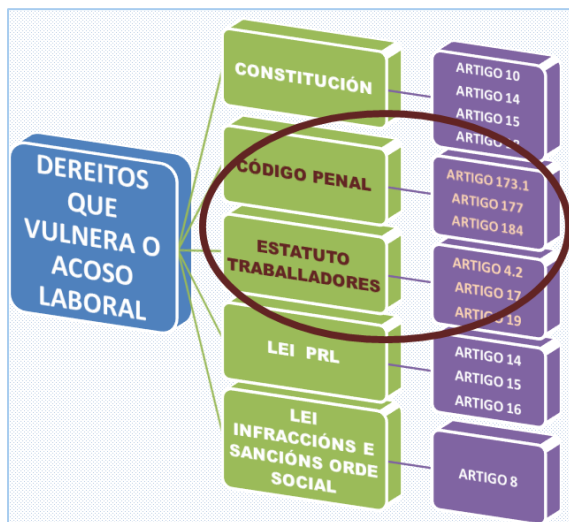 DEREITOS
QUE
VULNERA O
ACOSO
LABORAL
CONSTITUCIÓN
ARTIGO 10
ARTIGO 14
ARTIGO 15
ARTIGO
CÓDIGO PENAL
ARTIGO 173.1
ARTIGO 177
ARTIGO 184
ESTATUTO
TRABALLADORES
ARTIGO 4.2
ARTIGO 17
ARTIGO 19
LEI PRL
ARTIGO 14
ARTIGO 15
ARTIGO 16
LEI
INFRACCIÓNS E
SANCIÓNS ORDE
SOCIAL
ARTIGO 8